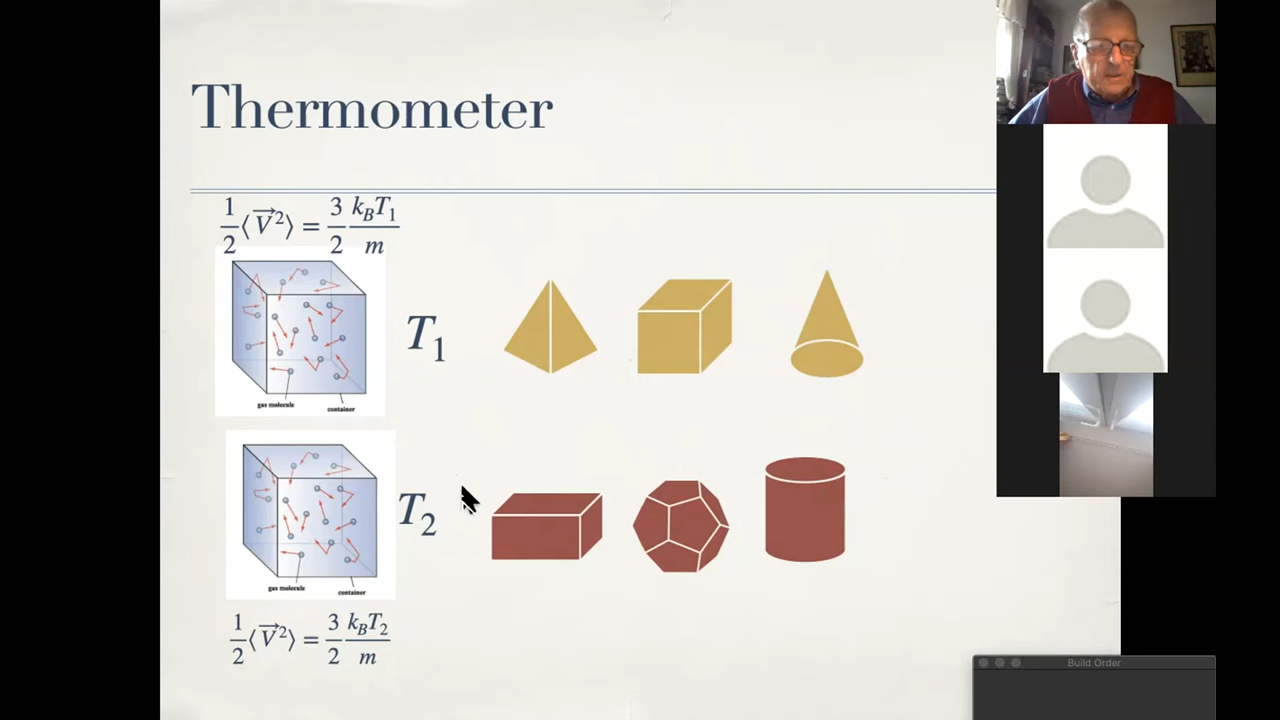 Thermometer
1/2 ⟨V⃗²⟩ = 3/2 k_B T₁/m
gas molecule
container
T₁
gas molecule
container
T₂
1/2 ⟨V⃗²⟩ = 3/2 k_B T₂/m
Build Order